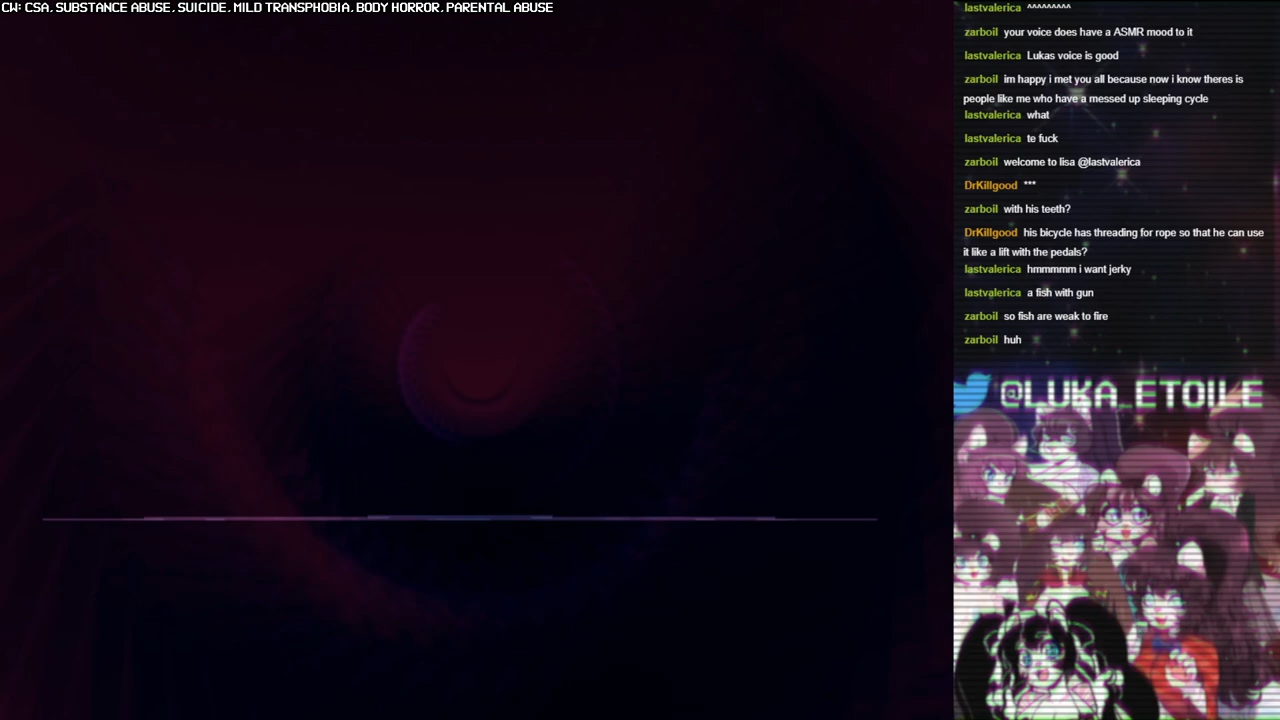 CW: CSA, SUBSTANCE ABUSE, SUICIDE, MILD TRANSPHOBIA, BODY HORROR, PARENTAL ABUSE
lastvalerica ^^^^^^^^^
zarboil your voice does have a ASMR mood to it
lastvalerica Lukas voice is good
zarboil im happy i met you all because now i know theres is
people like me who have a messed up sleeping cycle
lastvalerica what
lastvalerica te fuck
zarboil welcome to lisa @lastvalerica
DrKillgood ***
zarboil with his teeth?
DrKillgood his bicycle has threading for rope so that he can use
it like a lift with the pedals?
lastvalerica hmmmmm i want jerky
lastvalerica a fish with gun
zarboil so fish are weak to fire
zarboil huh
@LUKA_ETOILE